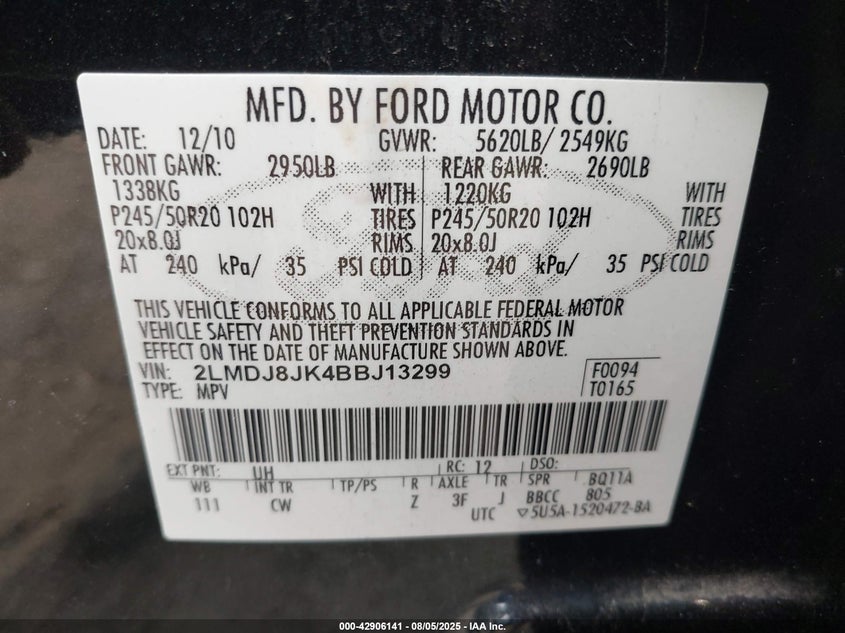 MFD. BY FORD MOTOR CO.
DATE: 12/10 GVWR: 5620LB/ 2549KG
FRONT GAWR: 2950LB REAR GAWR: 2690LB
1338KG WITH 1220KG WITH
P245/50R20 102H TIRES P245/50R20 102H TIRES
20x8.0J RIMS 20x8.0J RIMS
AT 240 kPa/ 35 PSI COLD AT 240 kPa/ 35 PSI COLD
THIS VEHICLE CONFORMS TO ALL APPLICABLE FEDERAL MOTOR
VEHICLE SAFETY AND THEFT PREVENTION STANDARDS IN
EFFECT ON THE DATE OF MANUFACTURE SHOWN ABOVE.
VIN: 2LMDJ8JK4BBJ13299 F0094
TYPE: MPV T0165
EXT PNT: UH RC: 12 DSO:
WB INT TR TP/PS R AXLE TR SPR BQ11A
111 CW Z 3F J BBCC 805
UTC ▽5U5A-1520472-BA
000-42906141 | 08/05/2025 | IAA Inc.